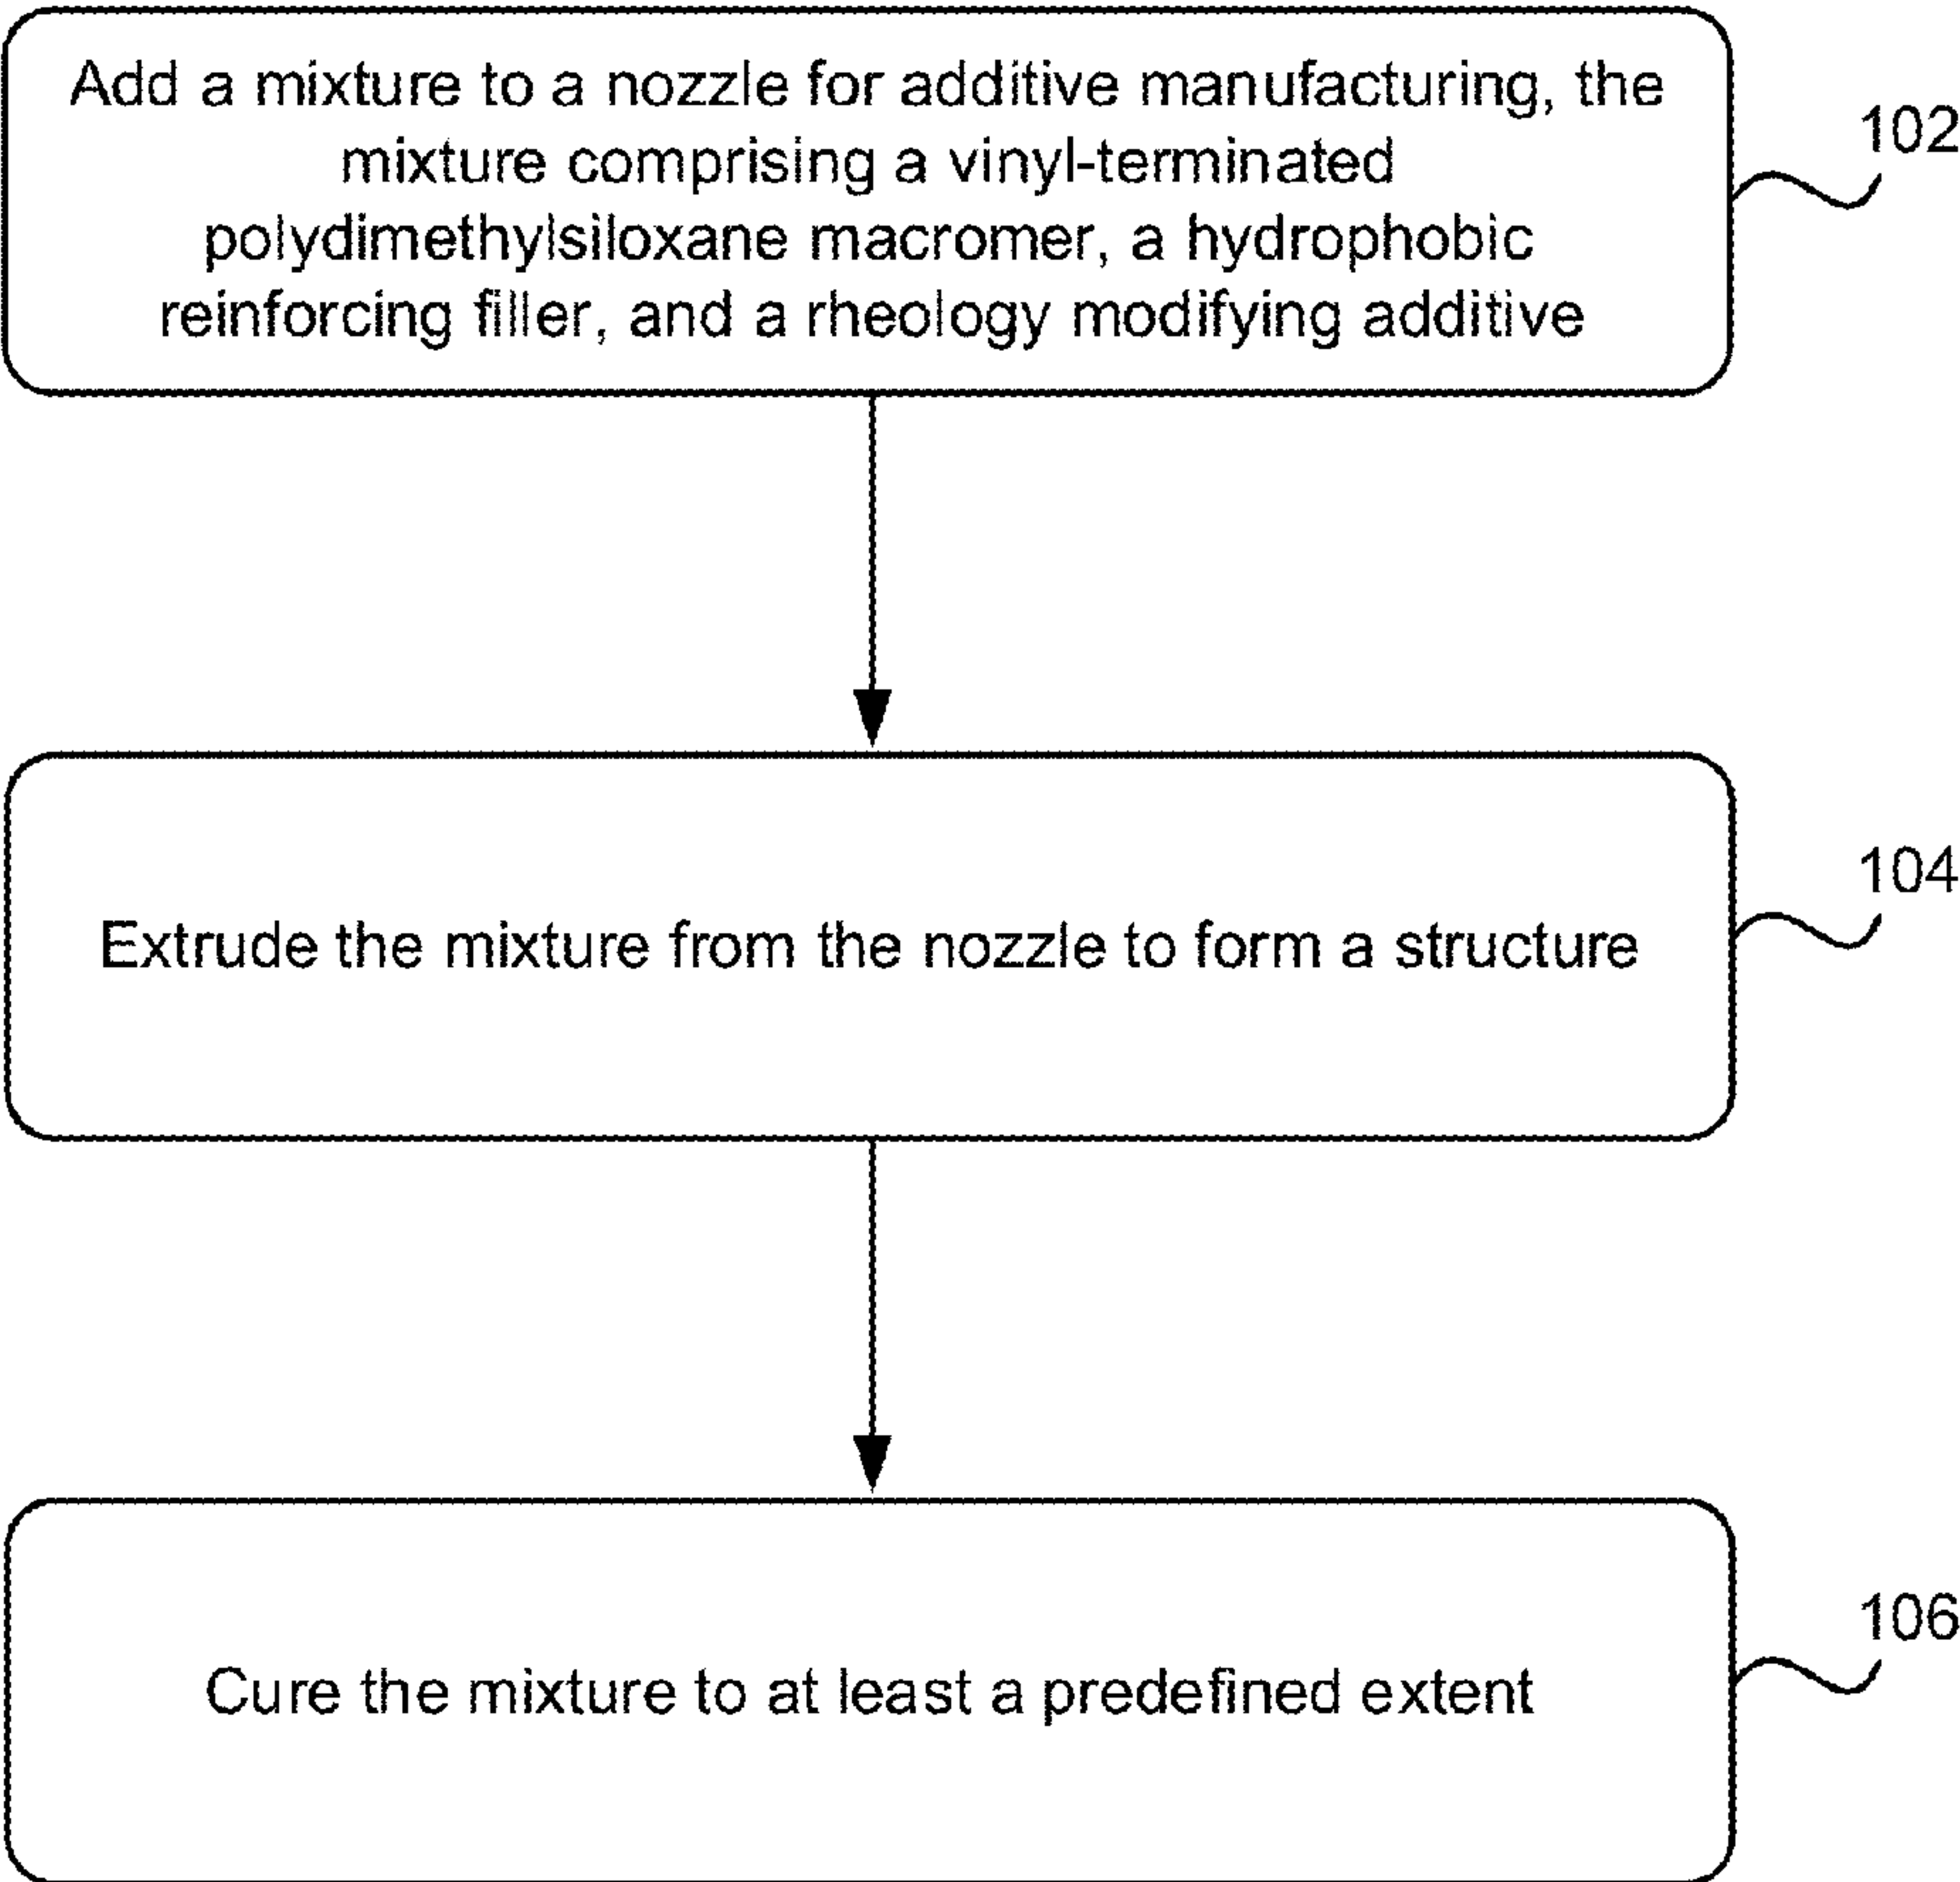 Add a mixture to a nozzle for additive manufacturing, the
mixture comprising a vinyl-terminated
polydimethylsiloxane macromer, a hydrophobic
reinforcing filler, and a rheology modifying additive
102
Extrude the mixture from the nozzle to form a structure
104
Cure the mixture to at least a predefined extent
106